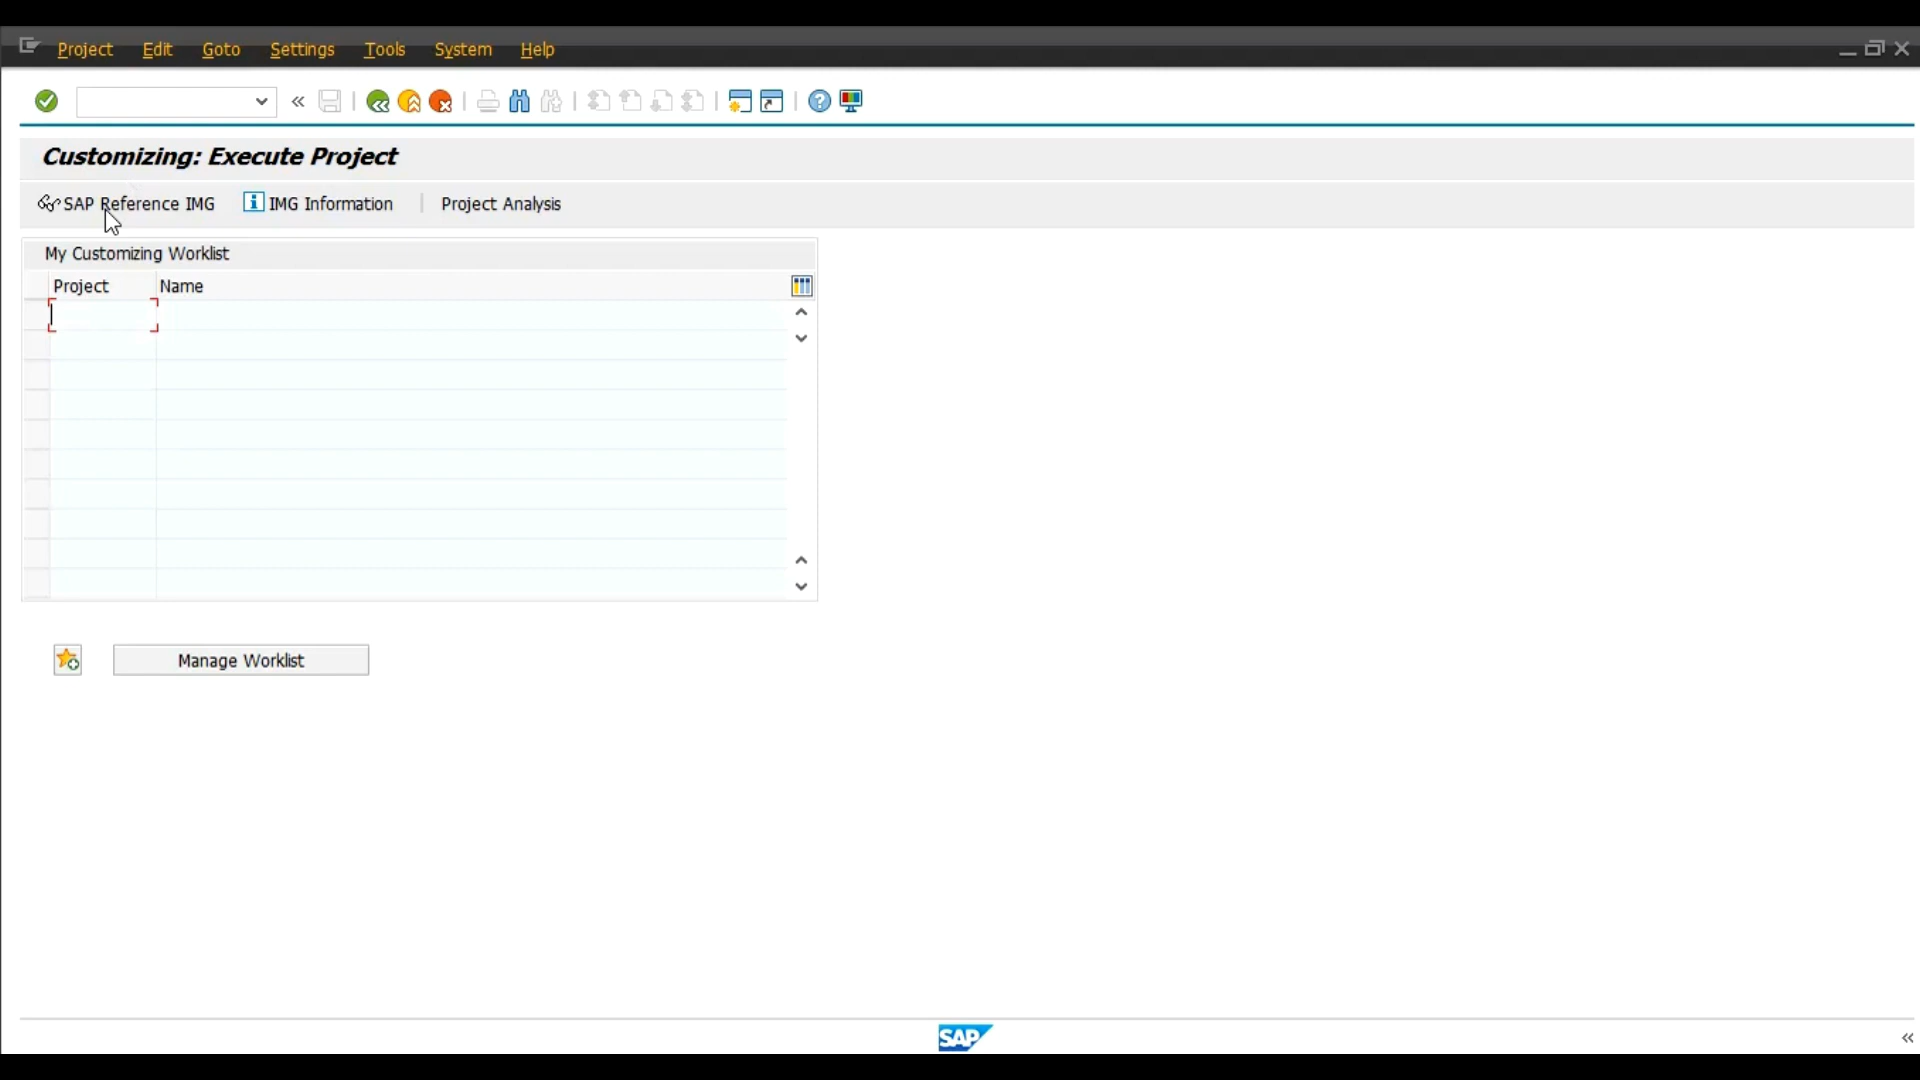 Project Edit Goto Settings Tools System Help
Customizing: Execute Project
SAP Reference IMG IMG Information Project Analysis
My Customizing Worklist
Project Name
Manage Worklist
SAP